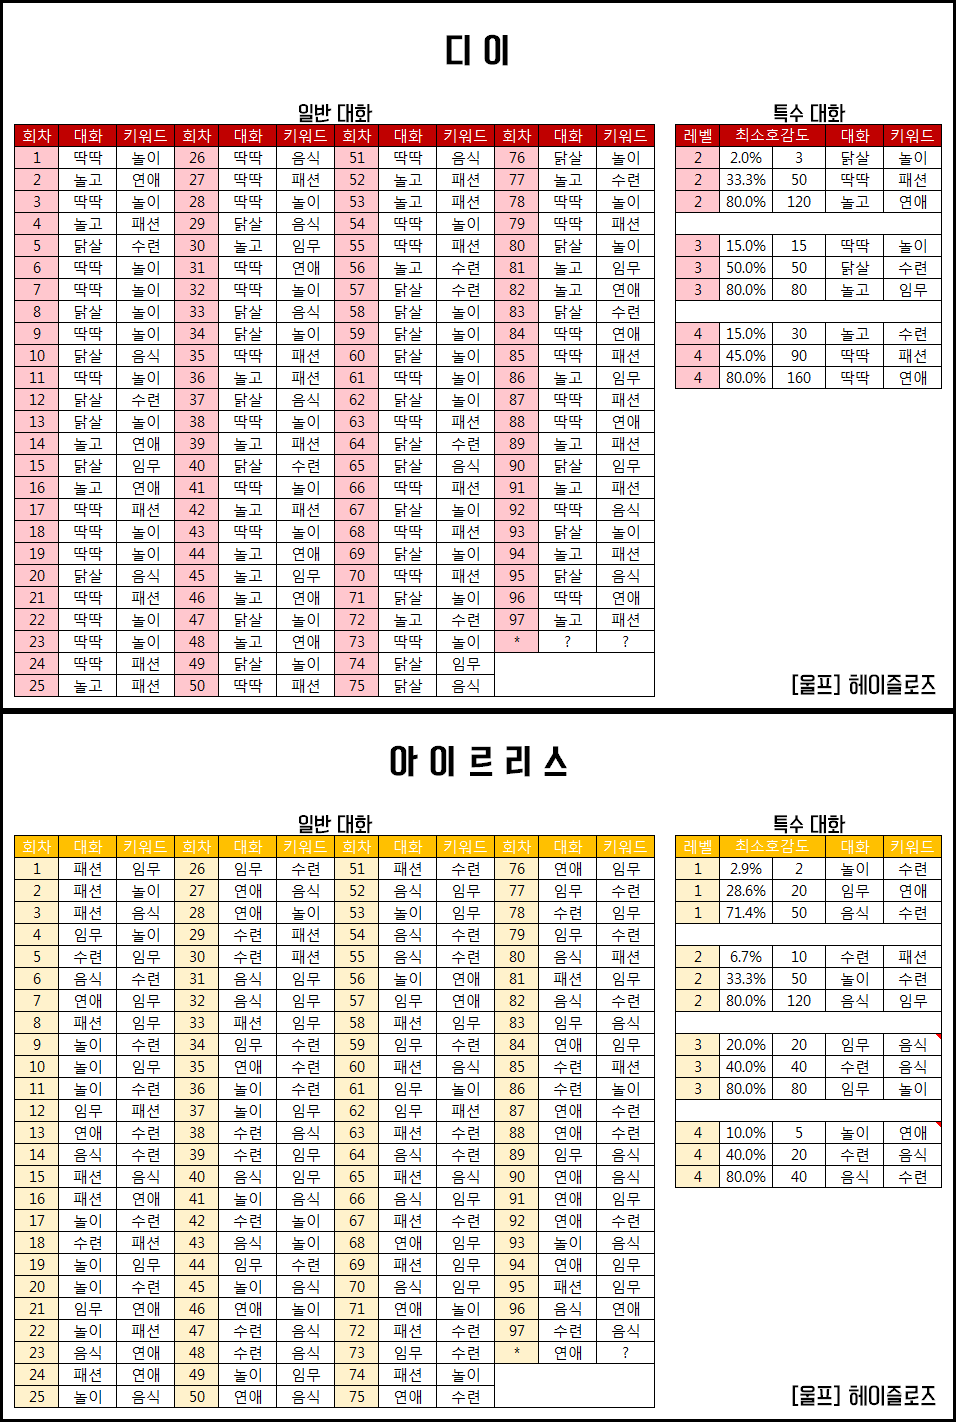 디 이
일반 대화 특수 대화
회차 대화 키워드 회차 대화 키워드 회차 대화 키워드 회차 대화 키워드 레벨 최소호감도 대화 키워드
1 딱딱 놀이 26 딱딱 음식 51 딱딱 음식 76 닭살 놀이 2 2.0% 3 닭살 놀이
2 놀고 연애 27 딱딱 패션 52 놀고 패션 77 놀고 수련 2 33.3% 50 딱딱 패션
3 딱딱 놀이 28 딱딱 놀이 53 놀고 패션 78 딱딱 놀이 2 80.0% 120 놀고 연애
4 놀고 패션 29 닭살 음식 54 딱딱 놀이 79 딱딱 패션
5 닭살 수련 30 놀고 임무 55 딱딱 패션 80 닭살 놀이 3 15.0% 15 딱딱 놀이
6 딱딱 놀이 31 딱딱 연애 56 놀고 수련 81 놀고 임무 3 50.0% 50 닭살 수련
7 딱딱 놀이 32 딱딱 놀이 57 닭살 수련 82 놀고 연애 3 80.0% 80 놀고 임무
8 닭살 놀이 33 닭살 음식 58 닭살 놀이 83 닭살 수련
9 딱딱 놀이 34 닭살 놀이 59 닭살 놀이 84 딱딱 연애 4 15.0% 30 놀고 수련
10 닭살 음식 35 딱딱 패션 60 닭살 놀이 85 딱딱 패션 4 45.0% 90 딱딱 패션
11 딱딱 놀이 36 놀고 패션 61 딱딱 놀이 86 놀고 임무 4 80.0% 160 딱딱 연애
12 닭살 수련 37 닭살 음식 62 닭살 놀이 87 딱딱 패션
13 닭살 놀이 38 딱딱 놀이 63 딱딱 패션 88 딱딱 연애
14 놀고 연애 39 놀고 패션 64 닭살 수련 89 놀고 패션
15 닭살 임무 40 닭살 수련 65 닭살 음식 90 닭살 임무
16 놀고 연애 41 딱딱 놀이 66 딱딱 패션 91 놀고 패션
17 딱딱 패션 42 놀고 패션 67 닭살 놀이 92 딱딱 음식
18 딱딱 놀이 43 딱딱 놀이 68 딱딱 패션 93 닭살 놀이
19 딱딱 놀이 44 놀고 연애 69 닭살 놀이 94 놀고 패션
20 닭살 음식 45 놀고 임무 70 딱딱 패션 95 닭살 음식
21 딱딱 패션 46 놀고 연애 71 닭살 놀이 96 딱딱 연애
22 딱딱 놀이 47 닭살 놀이 72 놀고 수련 97 놀고 패션
23 딱딱 놀이 48 놀고 연애 73 딱딱 놀이 * ? ?
24 딱딱 패션 49 닭살 놀이 74 닭살 임무
25 놀고 패션 50 딱딱 패션 75 닭살 음식
[울프] 헤이즐로즈
아 이 르 리 스
일반 대화 특수 대화
회차 대화 키워드 회차 대화 키워드 회차 대화 키워드 회차 대화 키워드 레벨 최소호감도 대화 키워드
1 패션 임무 26 임무 수련 51 패션 수련 76 연애 임무 1 2.9% 2 놀이 수련
2 패션 놀이 27 연애 음식 52 음식 임무 77 임무 수련 1 28.6% 20 임무 연애
3 패션 음식 28 연애 놀이 53 놀이 임무 78 수련 임무 1 71.4% 50 음식 수련
4 임무 놀이 29 수련 패션 54 음식 수련 79 임무 수련
5 수련 임무 30 수련 패션 55 음식 수련 80 음식 패션 2 6.7% 10 수련 패션
6 음식 수련 31 음식 임무 56 놀이 연애 81 패션 임무 2 33.3% 50 놀이 수련
7 연애 임무 32 음식 임무 57 임무 연애 82 음식 수련 2 80.0% 120 음식 임무
8 패션 임무 33 패션 임무 58 패션 임무 83 임무 음식
9 놀이 수련 34 임무 수련 59 임무 수련 84 연애 임무 3 20.0% 20 임무 음식
10 놀이 임무 35 연애 수련 60 패션 음식 85 수련 패션 3 40.0% 40 수련 음식
11 놀이 수련 36 놀이 수련 61 임무 놀이 86 수련 놀이 3 80.0% 80 임무 놀이
12 임무 패션 37 놀이 임무 62 임무 패션 87 연애 수련
13 연애 수련 38 수련 음식 63 패션 수련 88 연애 수련 4 10.0% 5 놀이 연애
14 음식 수련 39 수련 임무 64 음식 수련 89 임무 음식 4 40.0% 20 수련 음식
15 패션 음식 40 음식 임무 65 패션 음식 90 연애 음식 4 80.0% 40 음식 수련
16 패션 연애 41 놀이 음식 66 음식 임무 91 연애 임무
17 놀이 수련 42 수련 놀이 67 패션 수련 92 연애 수련
18 수련 패션 43 음식 놀이 68 연애 임무 93 놀이 음식
19 놀이 임무 44 임무 수련 69 패션 임무 94 연애 임무
20 놀이 수련 45 놀이 음식 70 음식 임무 95 패션 임무
21 임무 연애 46 연애 놀이 71 연애 놀이 96 음식 연애
22 놀이 패션 47 수련 음식 72 패션 수련 97 수련 음식
23 음식 연애 48 수련 음식 73 임무 수련 * 연애 ?
24 패션 연애 49 놀이 임무 74 패션 놀이
25 놀이 음식 50 연애 음식 75 연애 수련
[울프] 헤이즐로즈